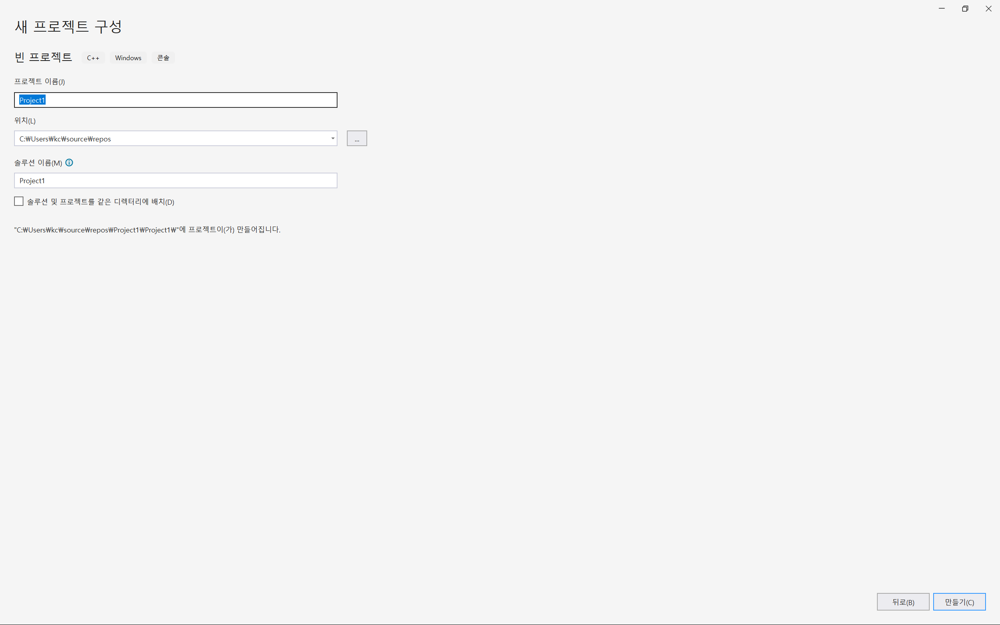 새 프로젝트 구성
빈 프로젝트 C++ Windows 콘솔
프로젝트 이름(J)
Project1
위치(L)
C:₩Users₩kc₩source₩repos
...
솔루션 이름(M)
Project1
솔루션 및 프로젝트를 같은 디렉터리에 배치(D)
"C:₩Users₩kc₩source₩repos₩Project1₩Project1₩"에 프로젝트이(가) 만들어집니다.
뒤로(B) 만들기(C)